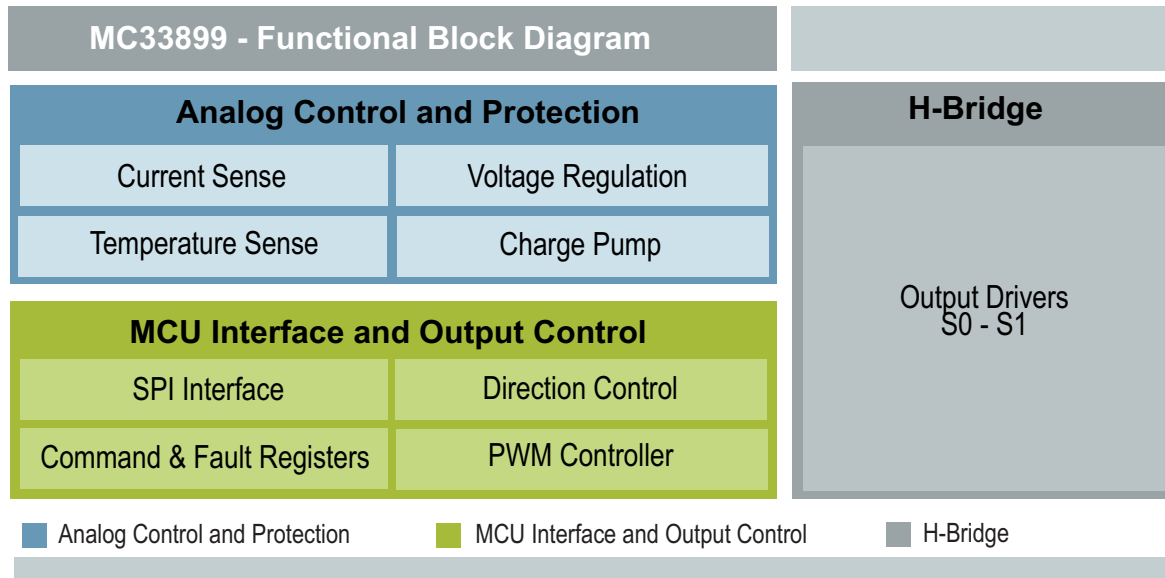 MC33899 - Functional Block Diagram
Analog Control and Protection
Current Sense
Voltage Regulation
Temperature Sense
Charge Pump
MCU Interface and Output Control
SPI Interface
Direction Control
Command & Fault Registers
PWM Controller
H-Bridge
Output Drivers
S0 - S1
Analog Control and Protection
MCU Interface and Output Control
H-Bridge